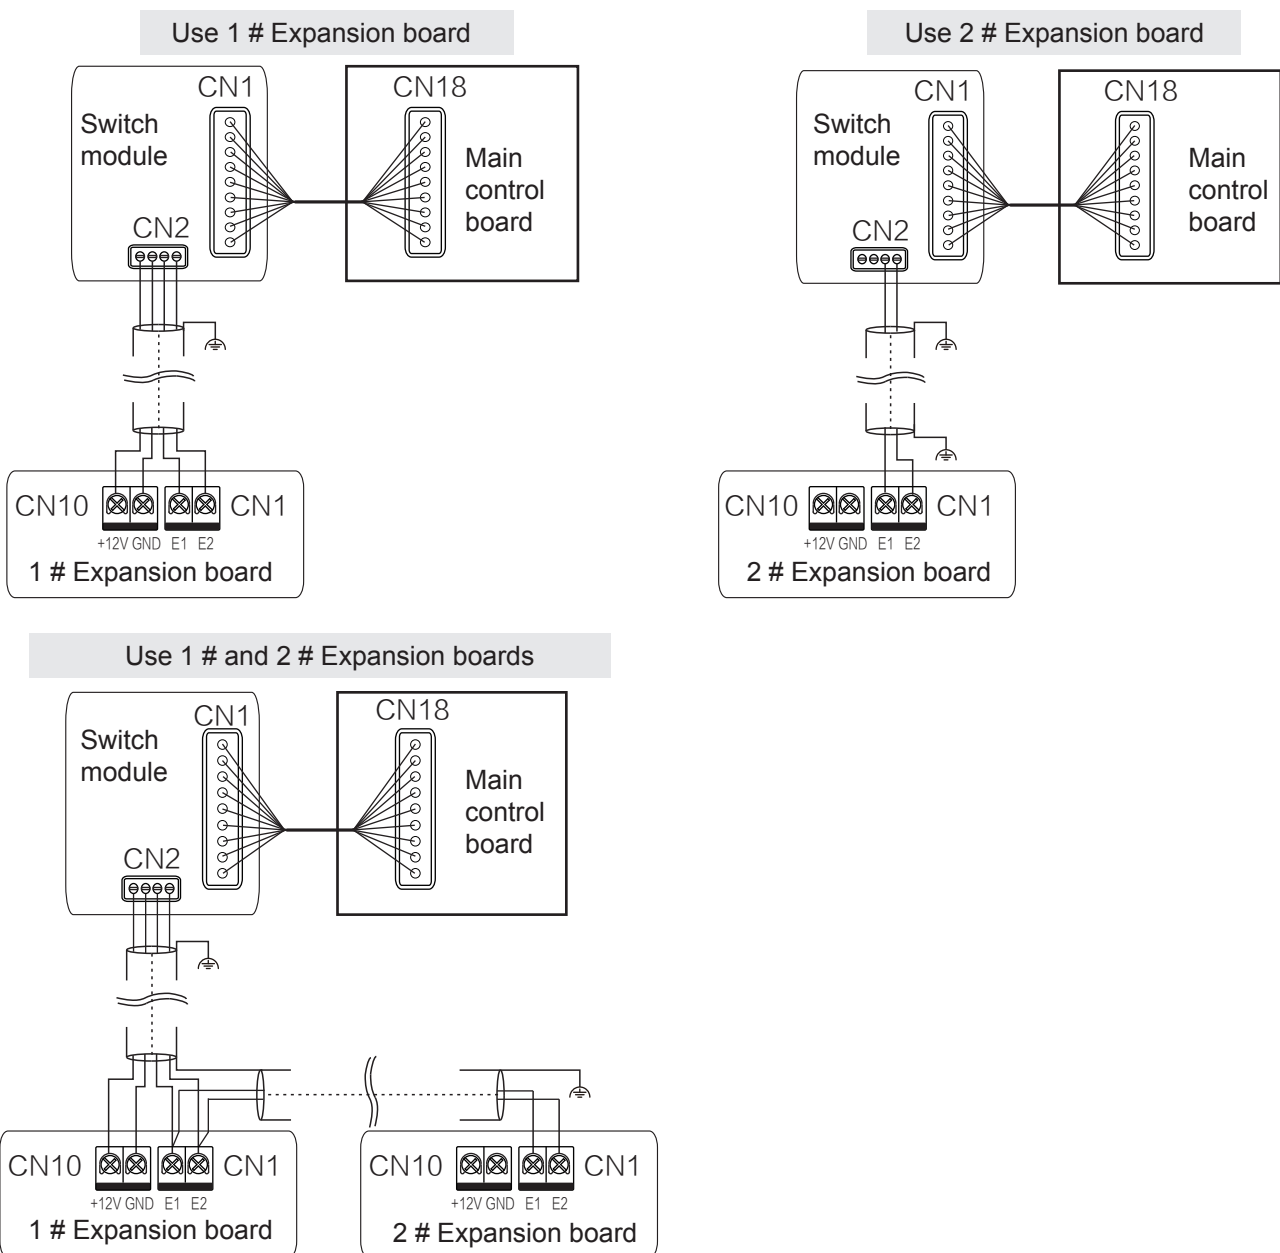 Use 1 # Expansion board
CN1
CN18
Switch
module
Main
control
board
CN2
CN10
CN1
+12V GND E1 E2
1 # Expansion board
Use 2 # Expansion board
CN1
CN18
Switch
module
Main
control
board
CN2
CN10
CN1
+12V GND E1 E2
2 # Expansion board
Use 1 # and 2 # Expansion boards
CN1
CN18
Switch
module
Main
control
board
CN2
CN10
CN1
+12V GND E1 E2
1 # Expansion board
CN10
CN1
+12V GND E1 E2
2 # Expansion board